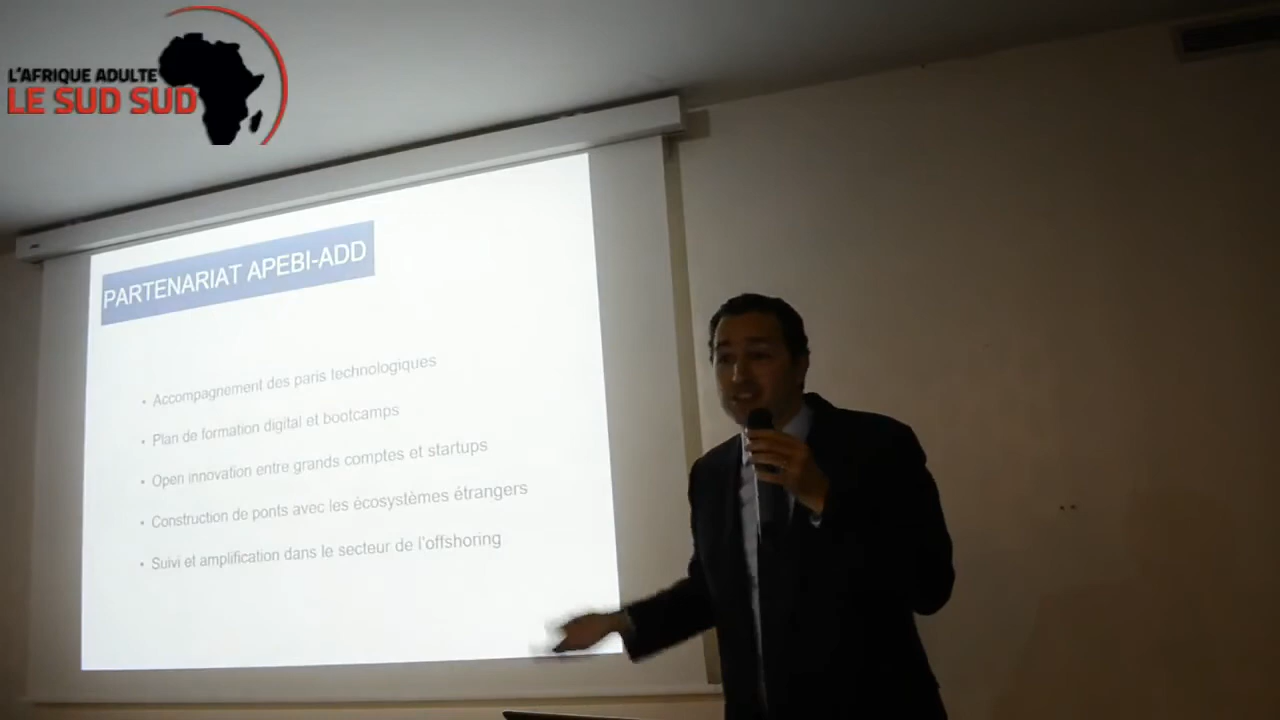 L'AFRIQUE ADULTE
LE SUD SUD
PARTENARIAT APEBI-ADD
• Accompagnement des paris technologiques
• Plan de formation digital et bootcamps
• Open innovation entre grands comptes et startups
• Construction de ponts avec les écosystèmes étrangers
• Suivi et amplification dans le secteur de l'offshoring